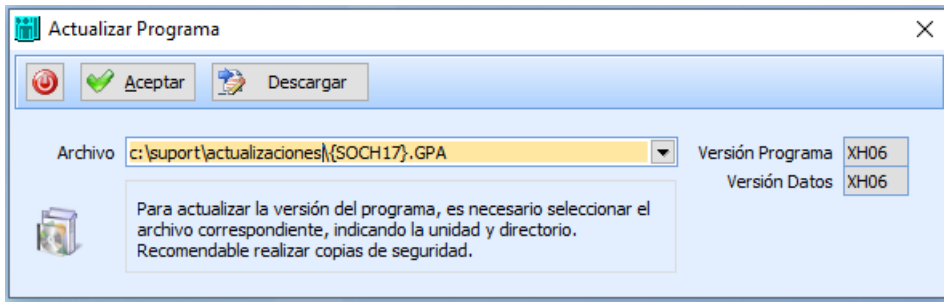 Actualizar Programa
Aceptar
Descargar
Archivo
c:\suport\actualizaciones\{SOCH17}.GPA
Versión Programa
XH06
Versión Datos
XH06
Para actualizar la versión del programa, es necesario seleccionar el
archivo correspondiente, indicando la unidad y directorio.
Recomendable realizar copias de seguridad.